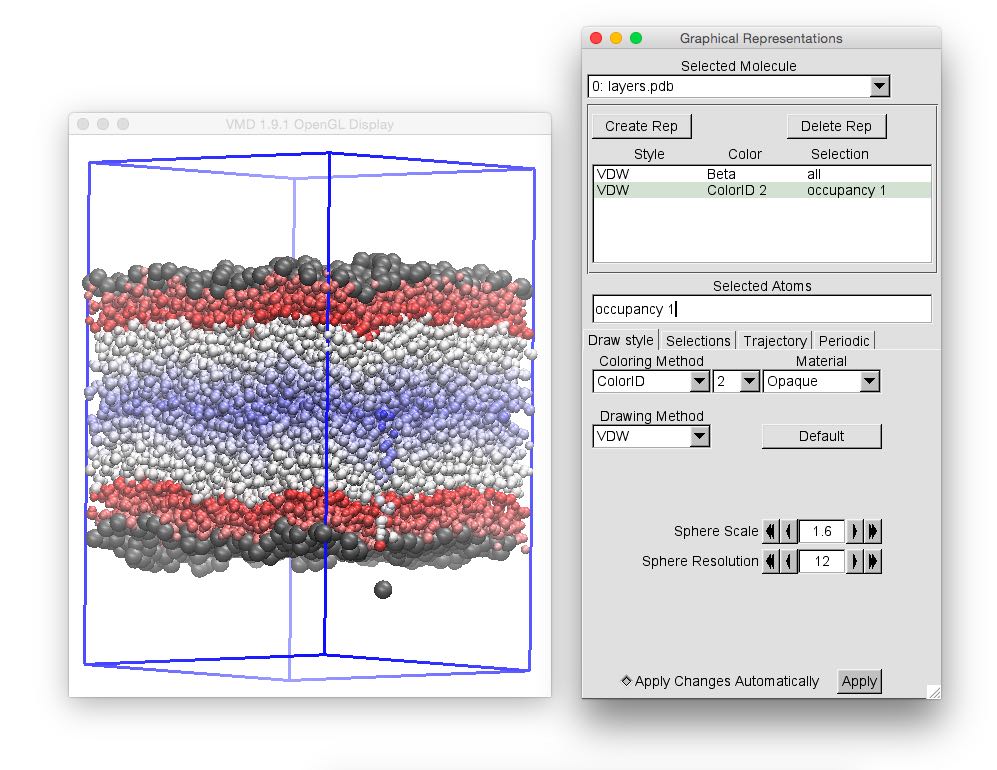 Graphical Representations
Selected Molecule
0: layers.pdb
VMD 1.9.1 OpenGL Display
Create Rep Delete Rep
Style Color Selection
VDW Beta all
VDW ColorID 2 occupancy 1
Selected Atoms
occupancy 1
Draw style Selections Trajectory Periodic
Coloring Method Material
ColorID 2 Opaque
Drawing Method
VDW Default
Sphere Scale 1.6
Sphere Resolution 12
Apply Changes Automatically Apply